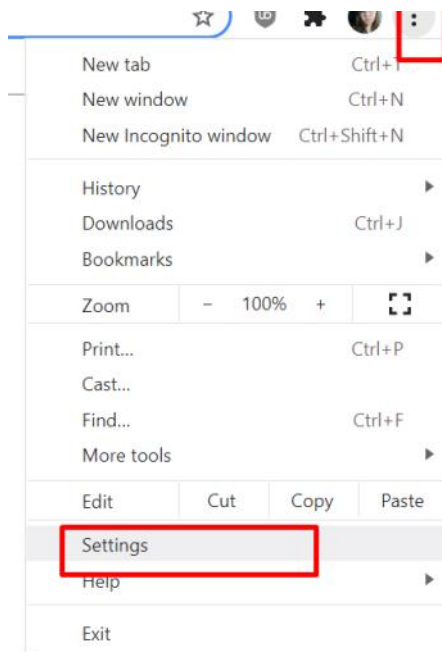 New tab Ctrl+T
New window Ctrl+N
New Incognito window Ctrl+Shift+N
History
Downloads Ctrl+J
Bookmarks
Zoom - 100% +
Print... Ctrl+P
Cast...
Find... Ctrl+F
More tools
Edit Cut Copy Paste
Settings
Help
Exit